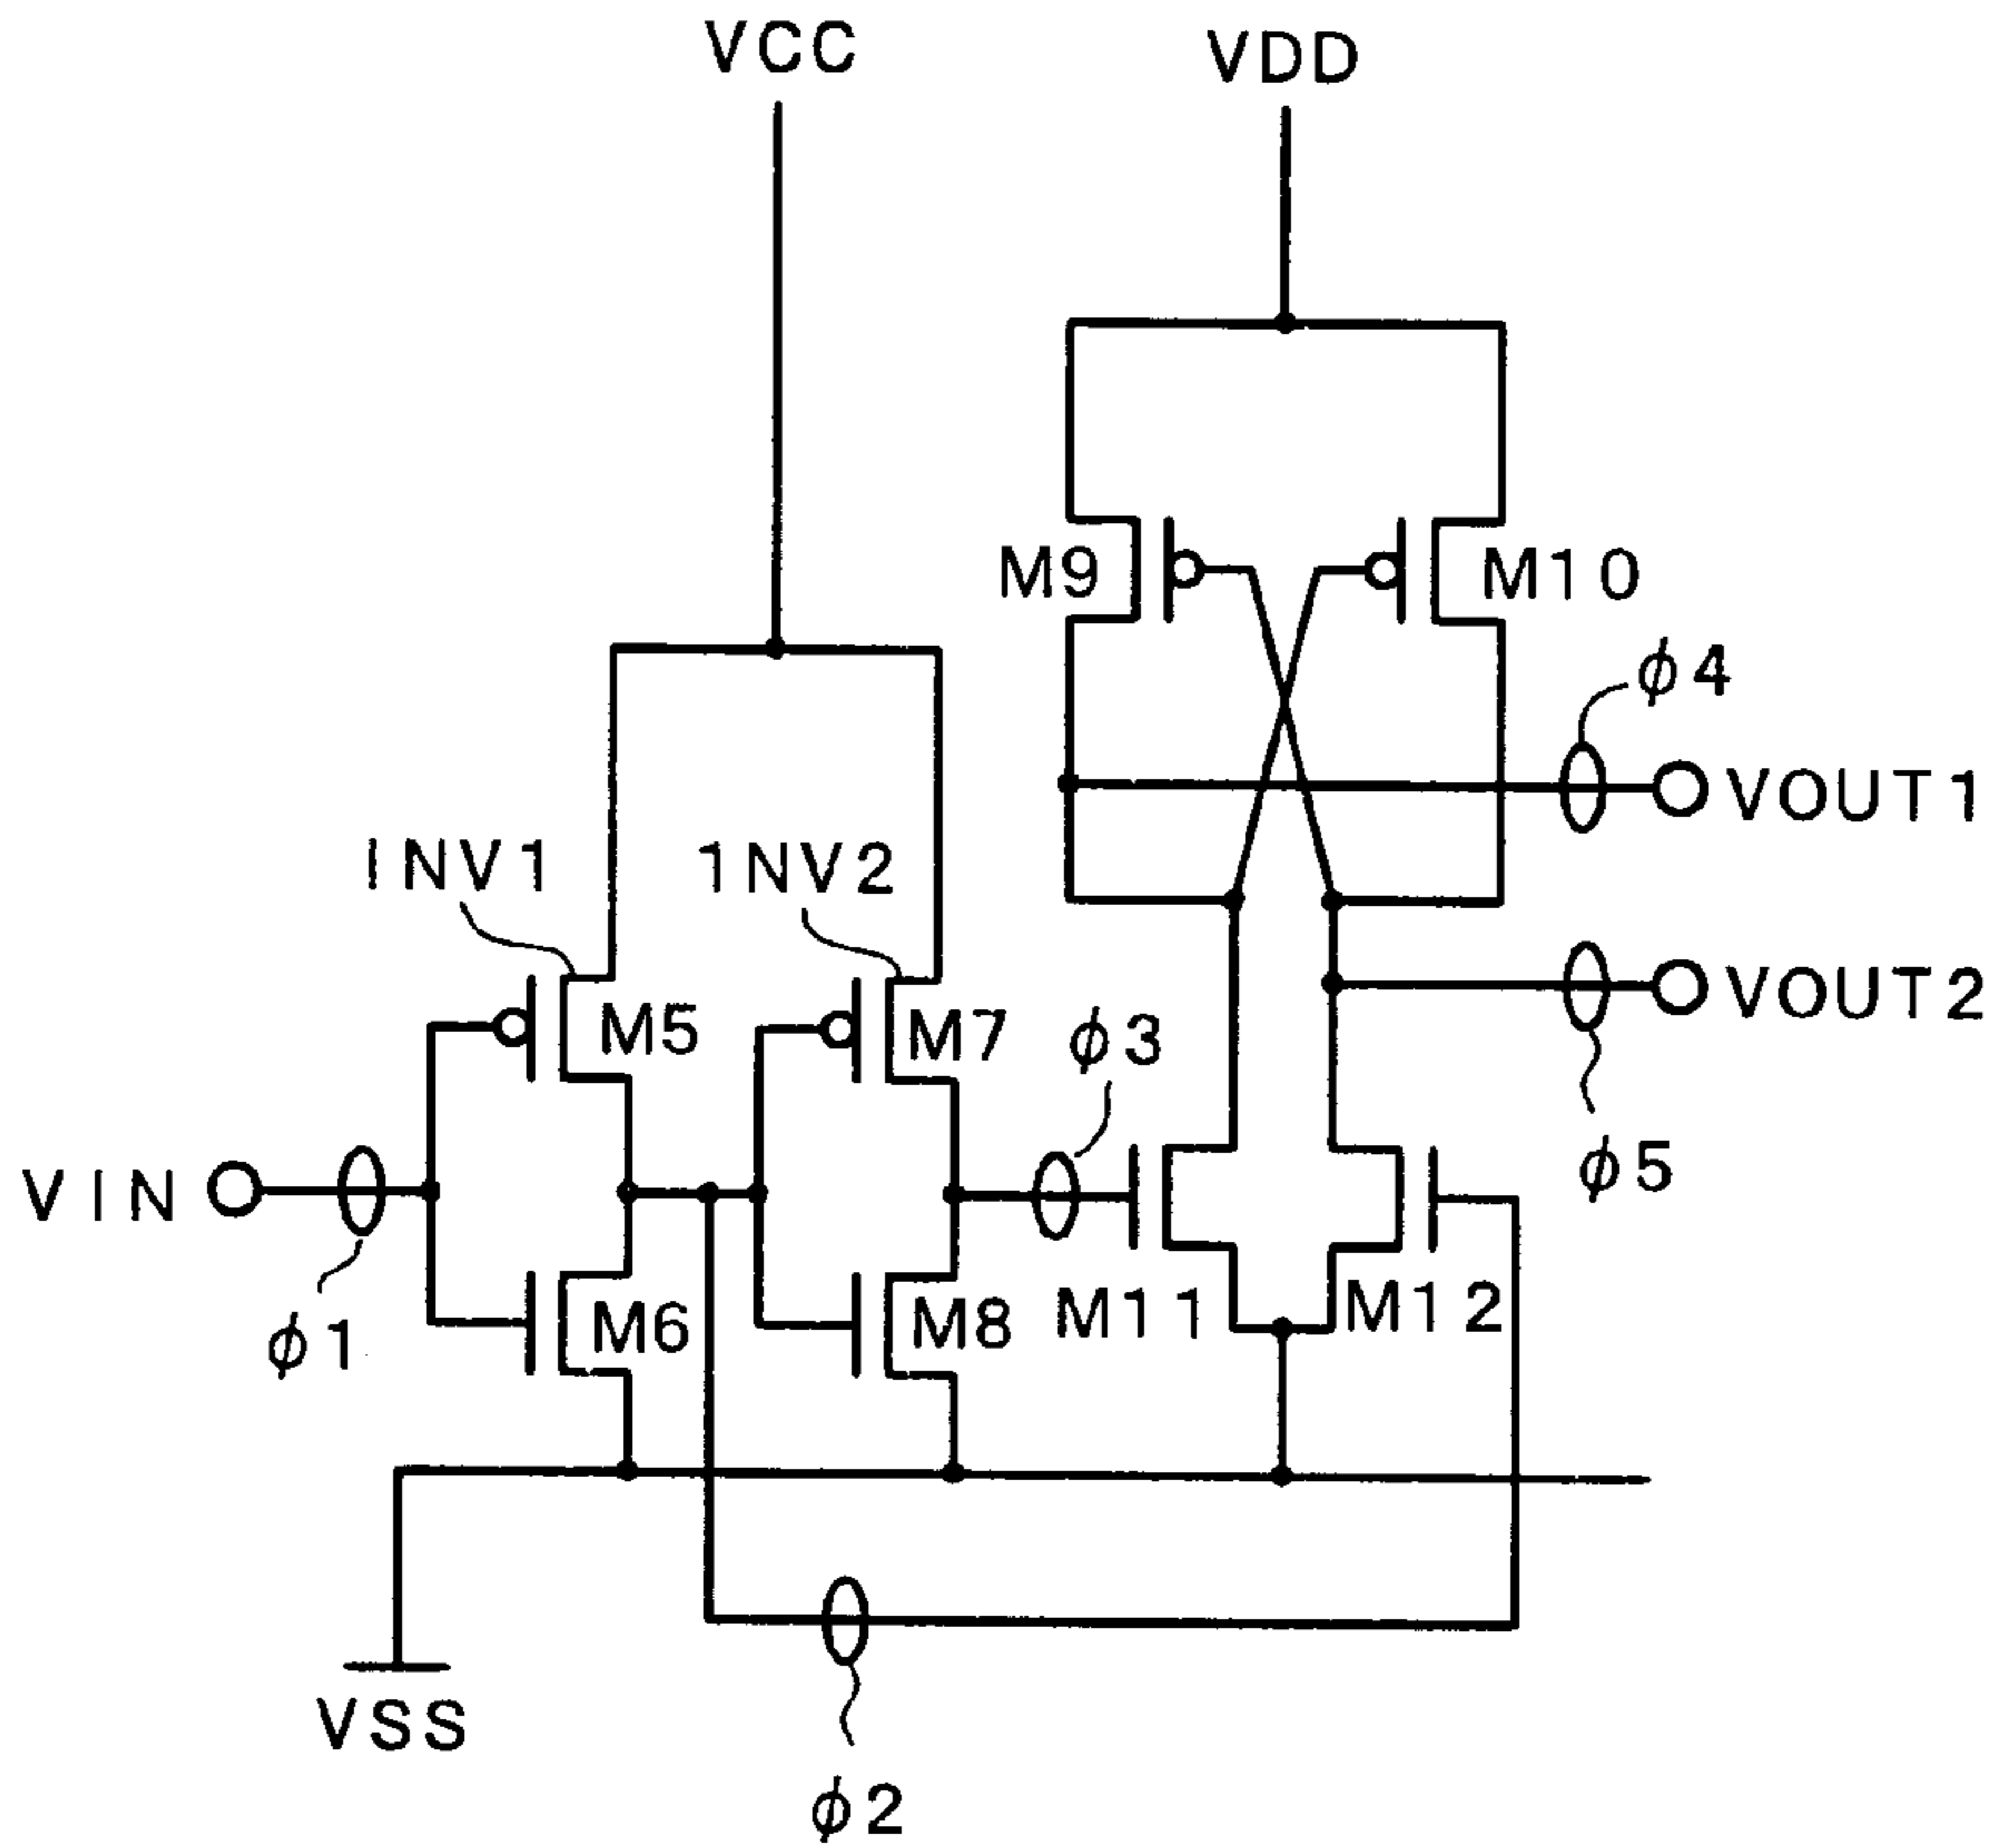 VCC
VDD
M9
M10
φ4
VOUT1
INV1
1NV2
M5
M7
φ3
VOUT2
VIN
φ5
φ1
M6
M8
M11
M12
VSS
φ2